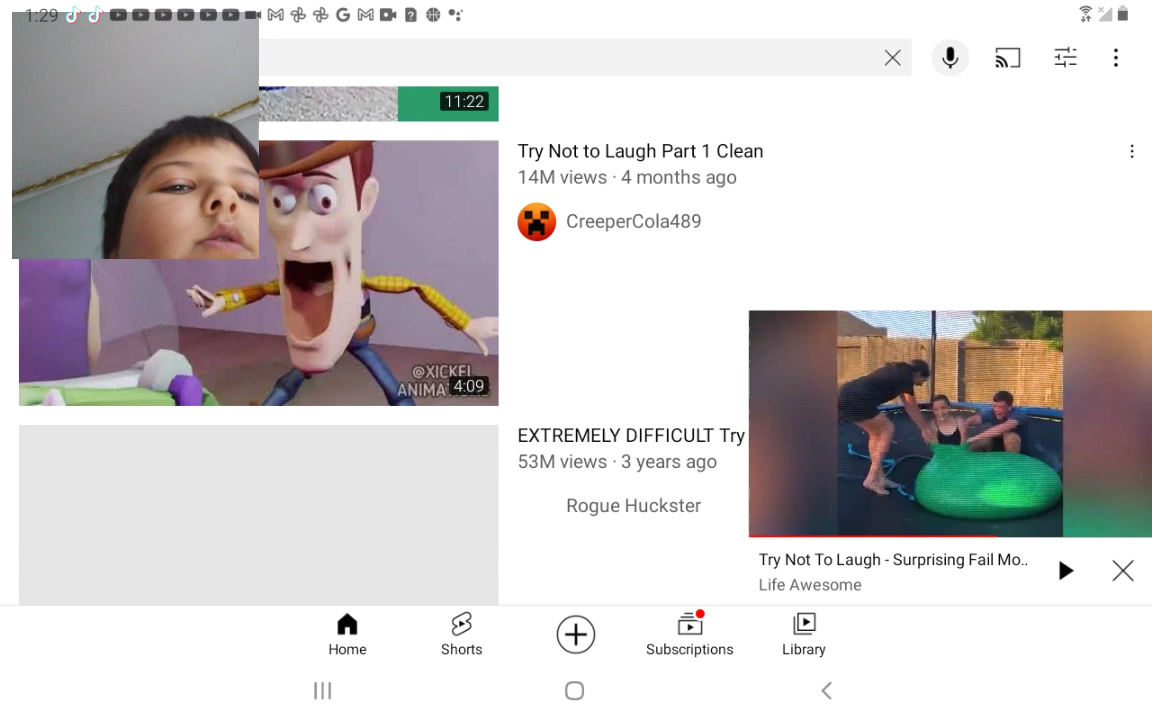 1:29
11:22
Try Not to Laugh Part 1 Clean
14M views · 4 months ago
CreeperCola489
@XICKEL
4:09
EXTREMELY DIFFICULT Try
53M views · 3 years ago
Rogue Huckster
Try Not To Laugh - Surprising Fail Mo..
Life Awesome
Home
Shorts
Subscriptions
Library